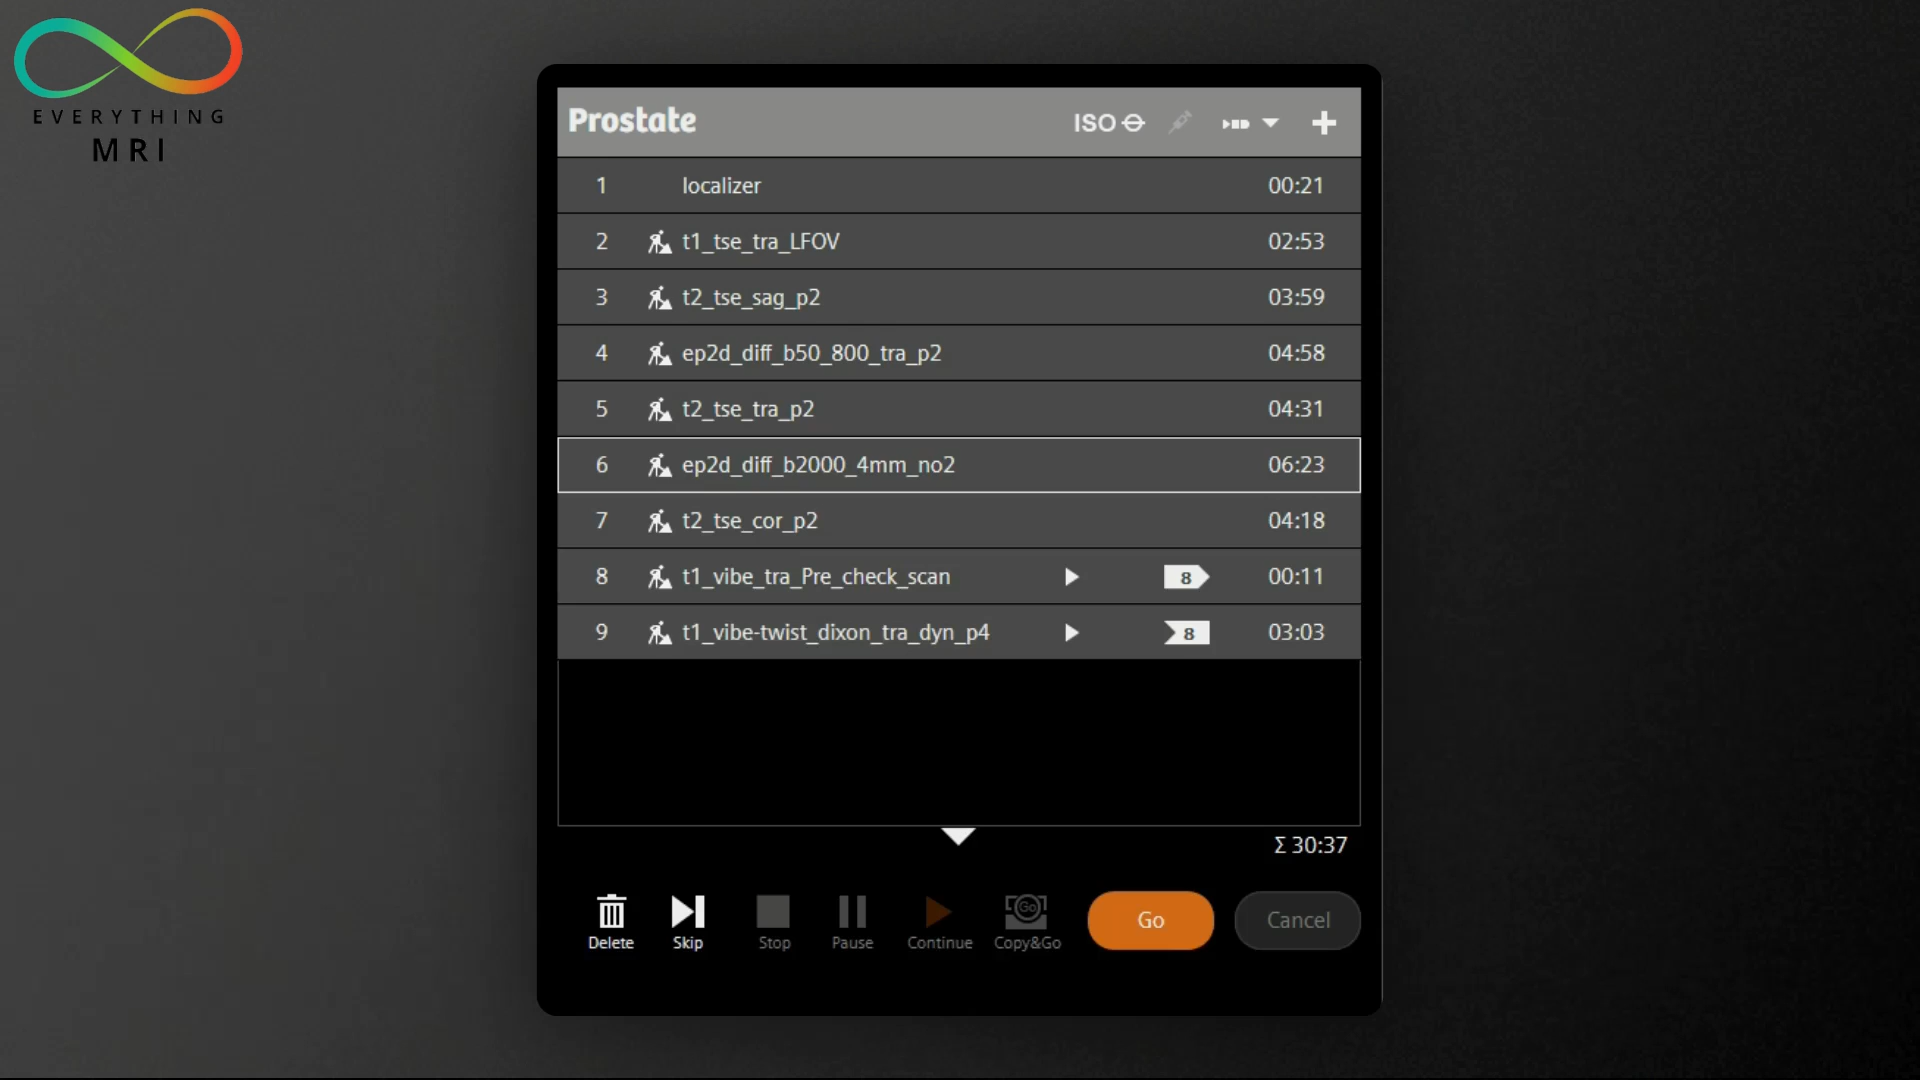 EVERYTHING
MRI
Prostate ISO
1 localizer 00:21
2 t1_tse_tra_LFOV 02:53
3 t2_tse_sag_p2 03:59
4 ep2d_diff_b50_800_tra_p2 04:58
5 t2_tse_tra_p2 04:31
6 ep2d_diff_b2000_4mm_no2 06:23
7 t2_tse_cor_p2 04:18
8 t1_vibe_tra_Pre_check_scan 8 00:11
9 t1_vibe-twist_dixon_tra_dyn_p4 8 03:03
Σ 30:37
Delete Skip Stop Pause Continue Go Copy&Go Go Cancel